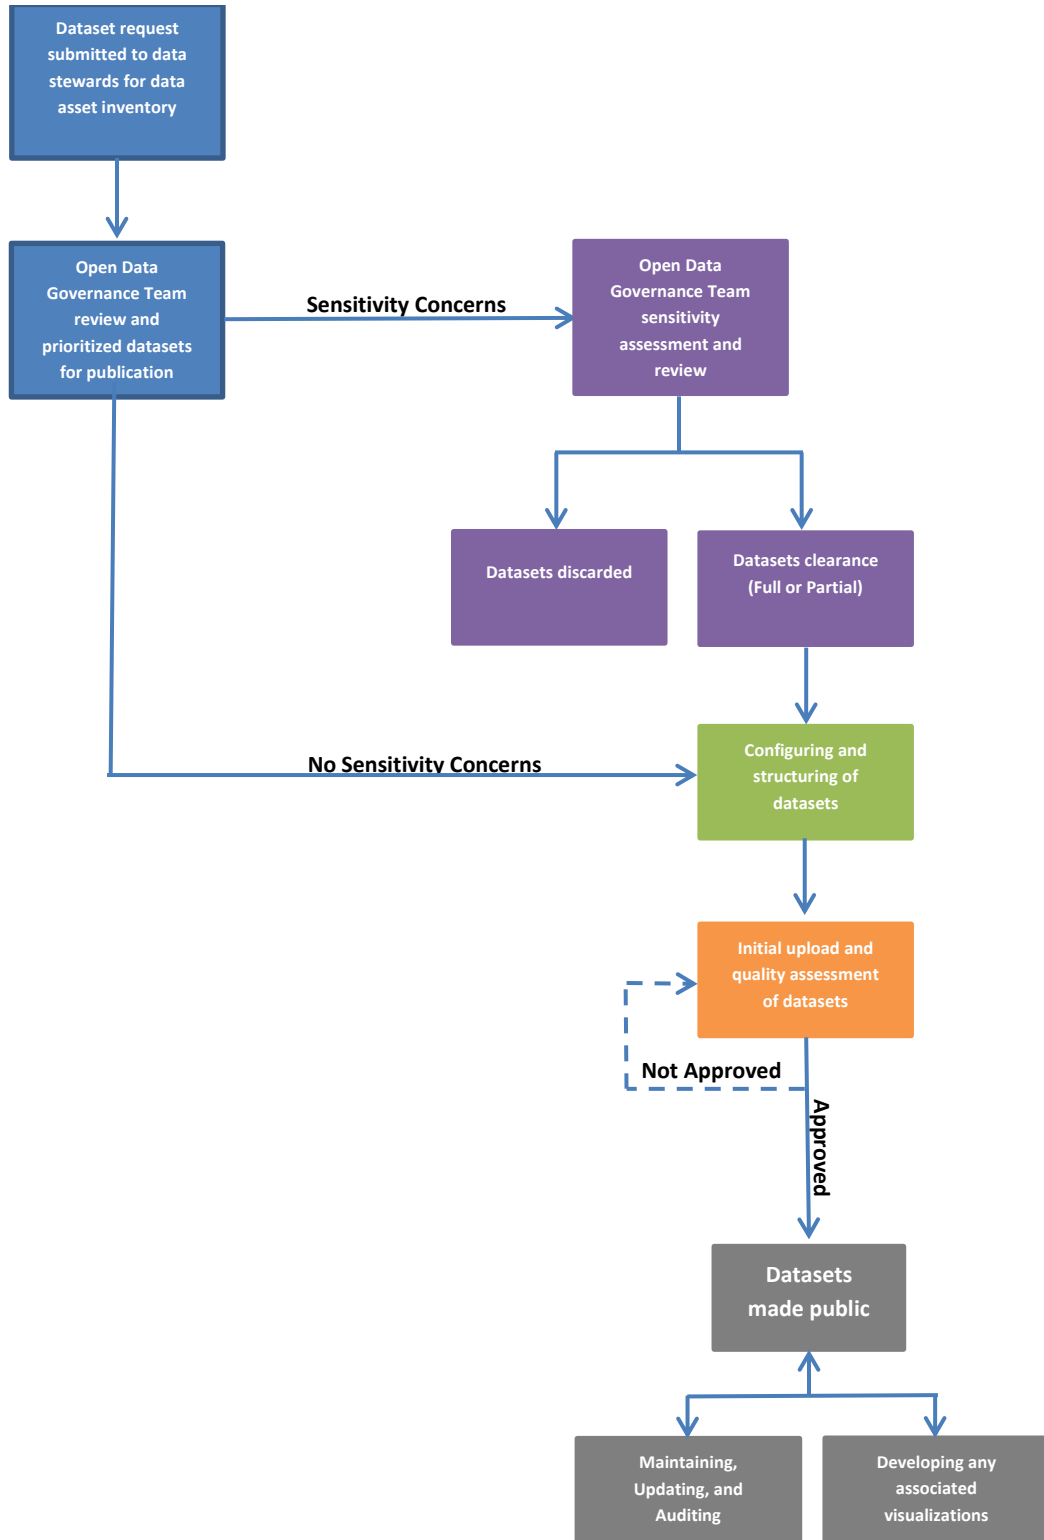 Dataset request
submitted to data
stewards for data
asset inventory
Open Data
Governance Team
review and
prioritized datasets
for publication
Sensitivity Concerns
Open Data
Governance Team
sensitivity
assessment and
review
Datasets discarded
Datasets clearance
(Full or Partial)
No Sensitivity Concerns
Configuring and
structuring of
datasets
Initial upload and
quality assessment
of datasets
Not Approved
Approved
Datasets
made public
Maintaining,
Updating, and
Auditing
Developing any
associated
visualizations